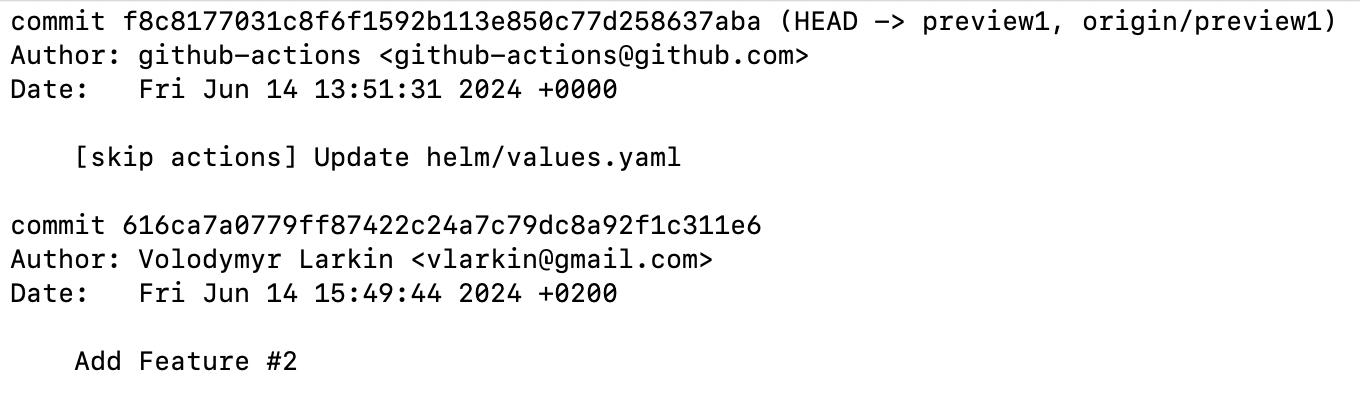 commit f8c8177031c8f6f1592b113e850c77d258637aba (HEAD -> preview1, origin/preview1)
Author: github-actions <github-actions@github.com>
Date:   Fri Jun 14 13:51:31 2024 +0000
[skip actions] Update helm/values.yaml
commit 616ca7a0779ff87422c24a7c79dc8a92f1c311e6
Author: Volodymyr Larkin <vlarkin@gmail.com>
Date:   Fri Jun 14 15:49:44 2024 +0200
Add Feature #2